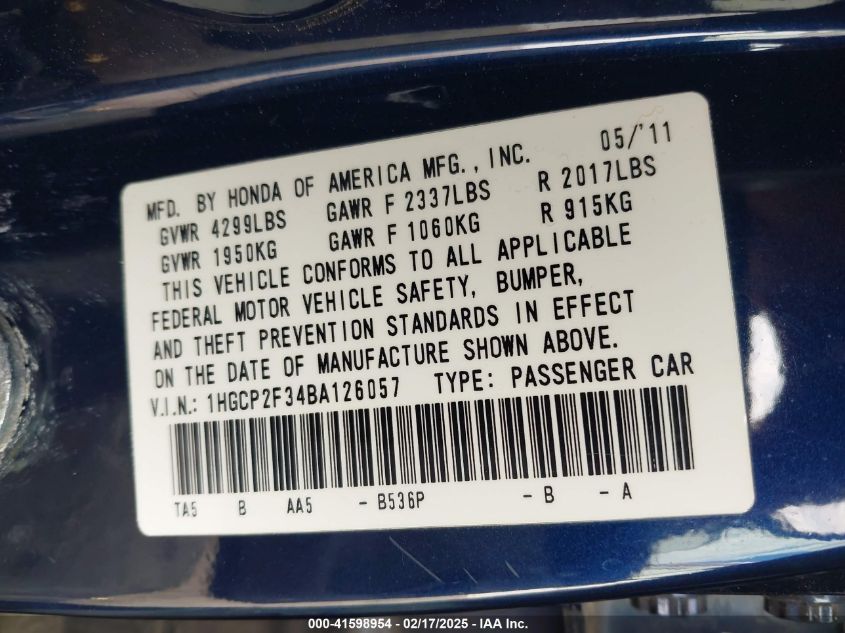 MFD. BY HONDA OF AMERICA MFG., INC. 05/'11
GVWR 4299LBS GAWR F 2337LBS R 2017LBS
GVWR 1950KG GAWR F 1060KG R 915KG
THIS VEHICLE CONFORMS TO ALL APPLICABLE
FEDERAL MOTOR VEHICLE SAFETY, BUMPER,
AND THEFT PREVENTION STANDARDS IN EFFECT
ON THE DATE OF MANUFACTURE SHOWN ABOVE.
V.I.N.: 1HGCP2F34BA126057 TYPE: PASSENGER CAR
TA5 B AA5 - B536P - B - A
000-41598954 - 02/17/2025 - IAA Inc.